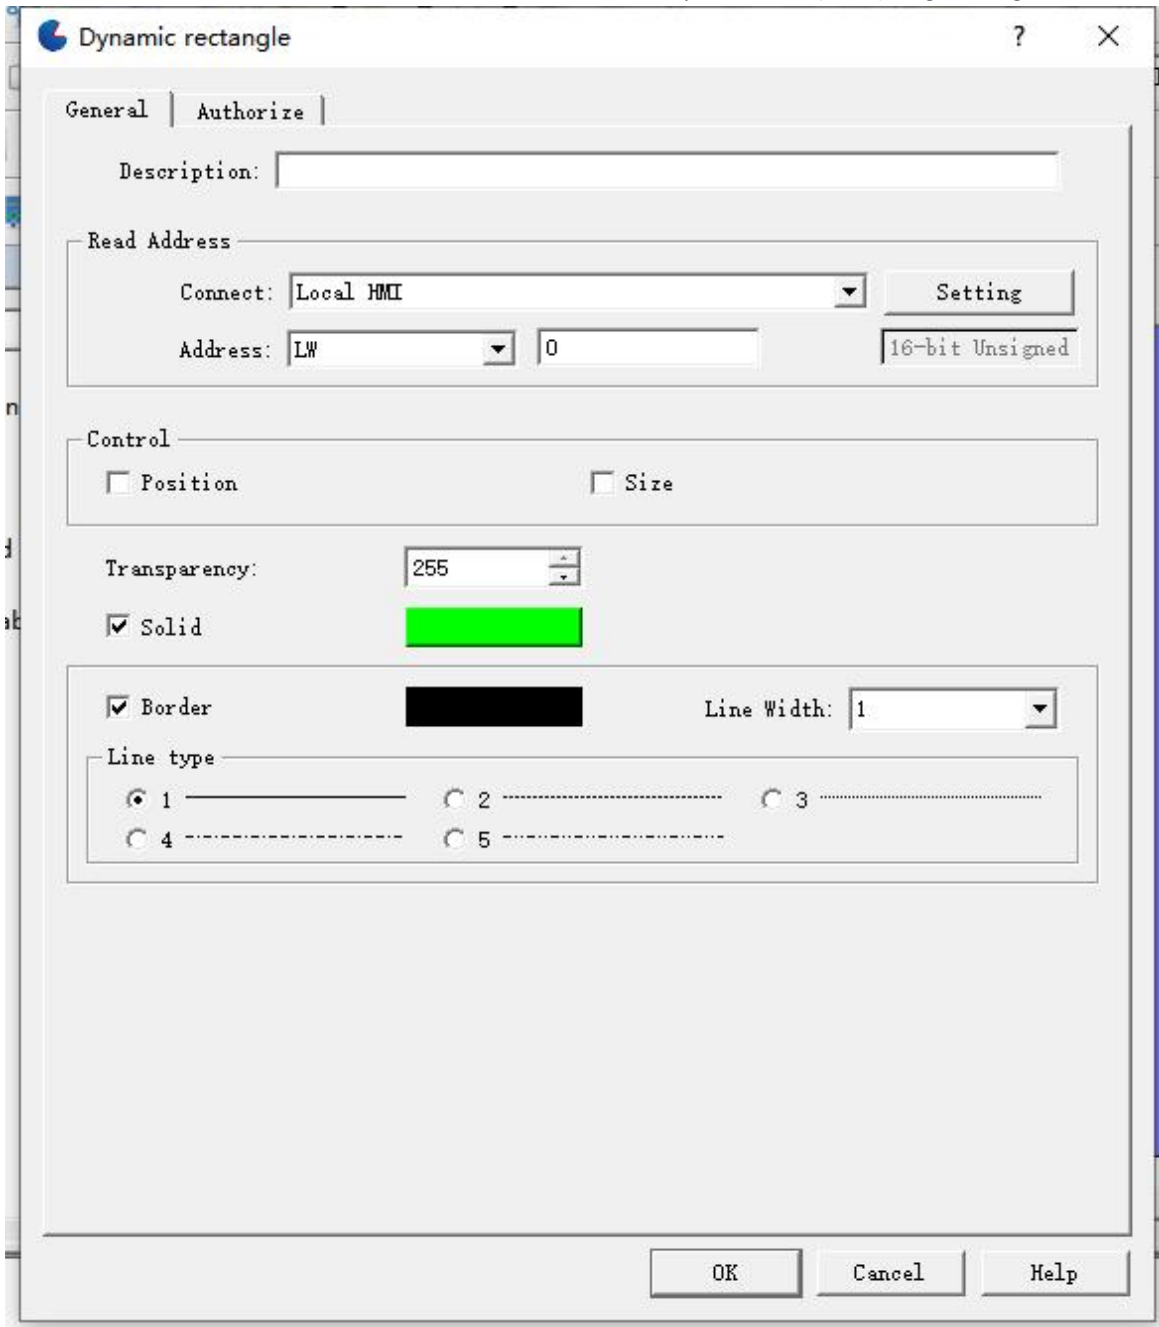 Dynamic rectangle ?
General Authorize
Description:
Read Address
Connect: Local HMI Setting
Address: LW 0 16-bit Unsigned
Control
Position Size
Transparency: 255
Solid
Border Line Width: 1
Line type
1 2 3
4 5
OK Cancel Help